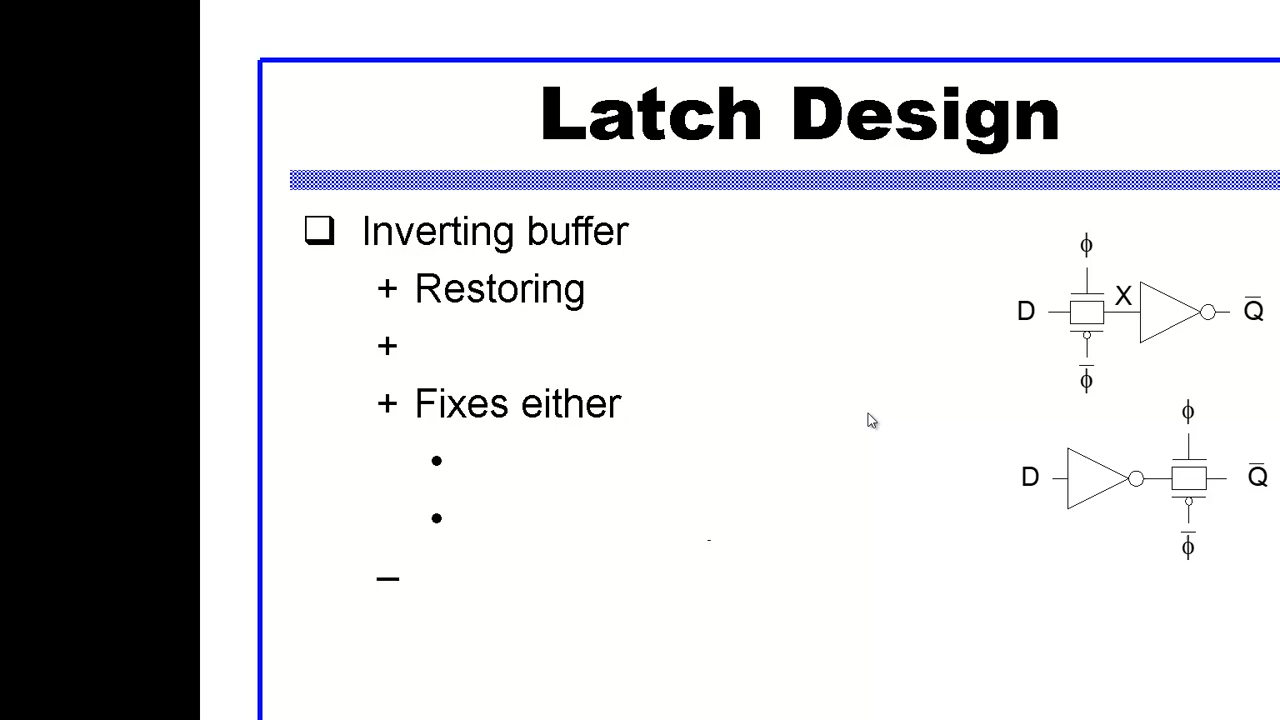 Latch Design
❑ Inverting buffer
+ Restoring
+
+ Fixes either
•
•
–
ϕ
D X Q̅
ϕ̅
ϕ
D Q̅
ϕ̅